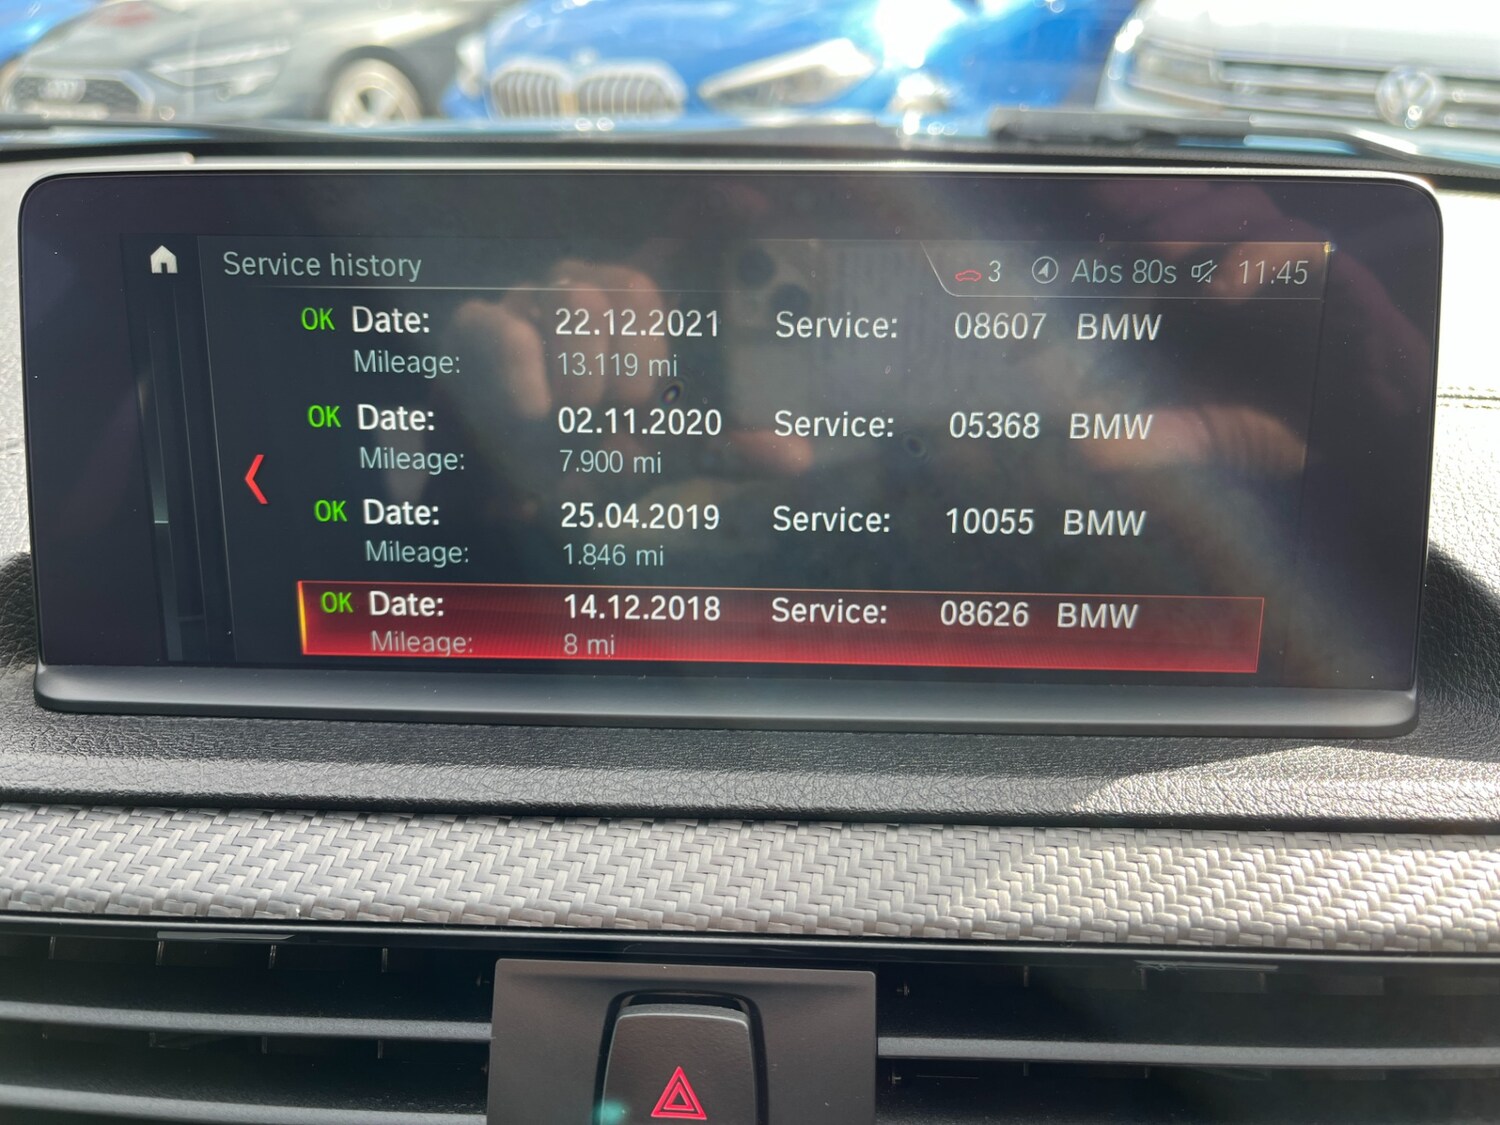 Service history 3 Abs 80s 11:45
OK Date: 22.12.2021 Service: 08607 BMW
Mileage: 13.119 mi
OK Date: 02.11.2020 Service: 05368 BMW
Mileage: 7.900 mi
OK Date: 25.04.2019 Service: 10055 BMW
Mileage: 1.846 mi
OK Date: 14.12.2018 Service: 08626 BMW
Mileage: 8 mi